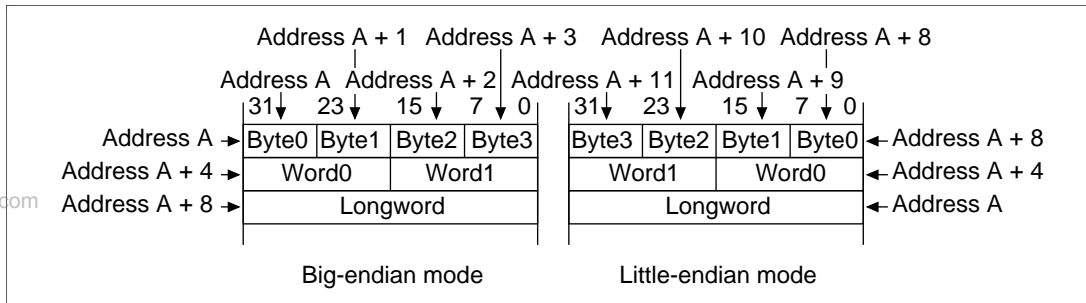 Address A + 1 Address A + 3 Address A + 10 Address A + 8
Address A Address A + 2 Address A + 11 Address A + 9
31 23 15 7 0 31 23 15 7 0
Address A Byte0 Byte1 Byte2 Byte3 Byte3 Byte2 Byte1 Byte0 Address A + 8
Address A + 4 Word0 Word1 Word1 Word0 Address A + 4
com Address A + 8 Longword Longword Address A
Big-endian mode Little-endian mode